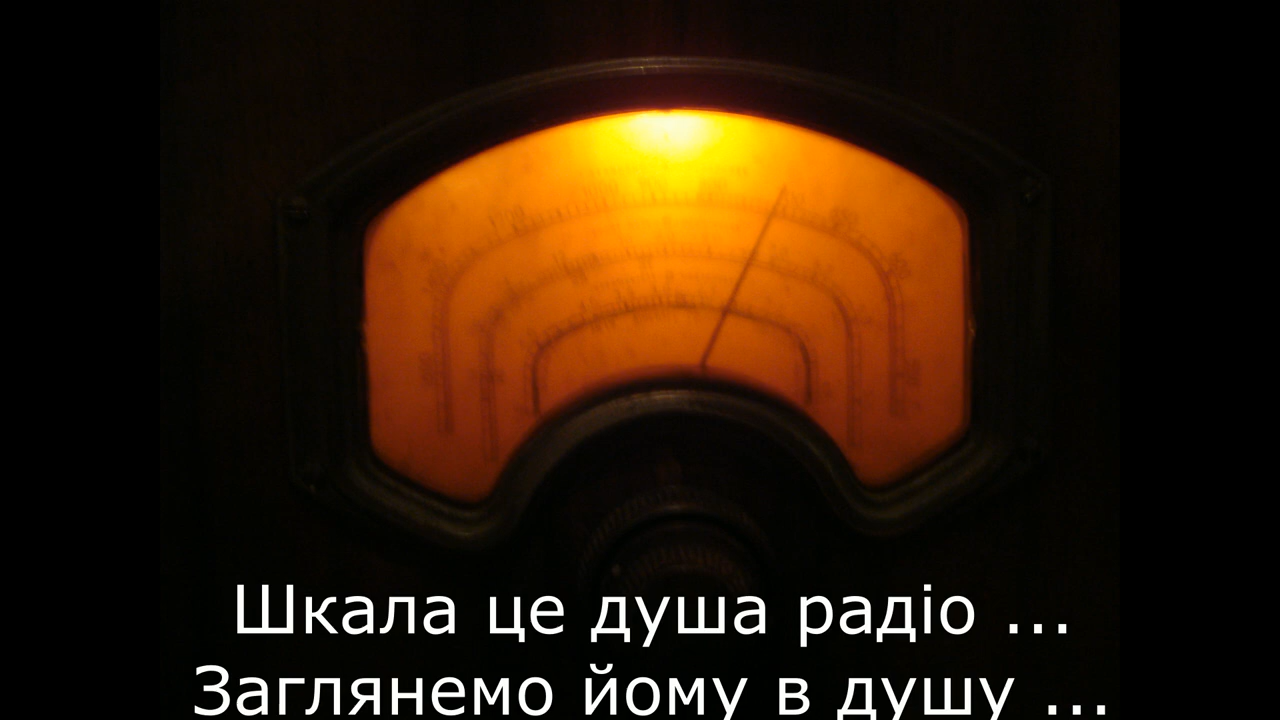 Шкала це душа радіо ...
Заглянемо йому в душу ...